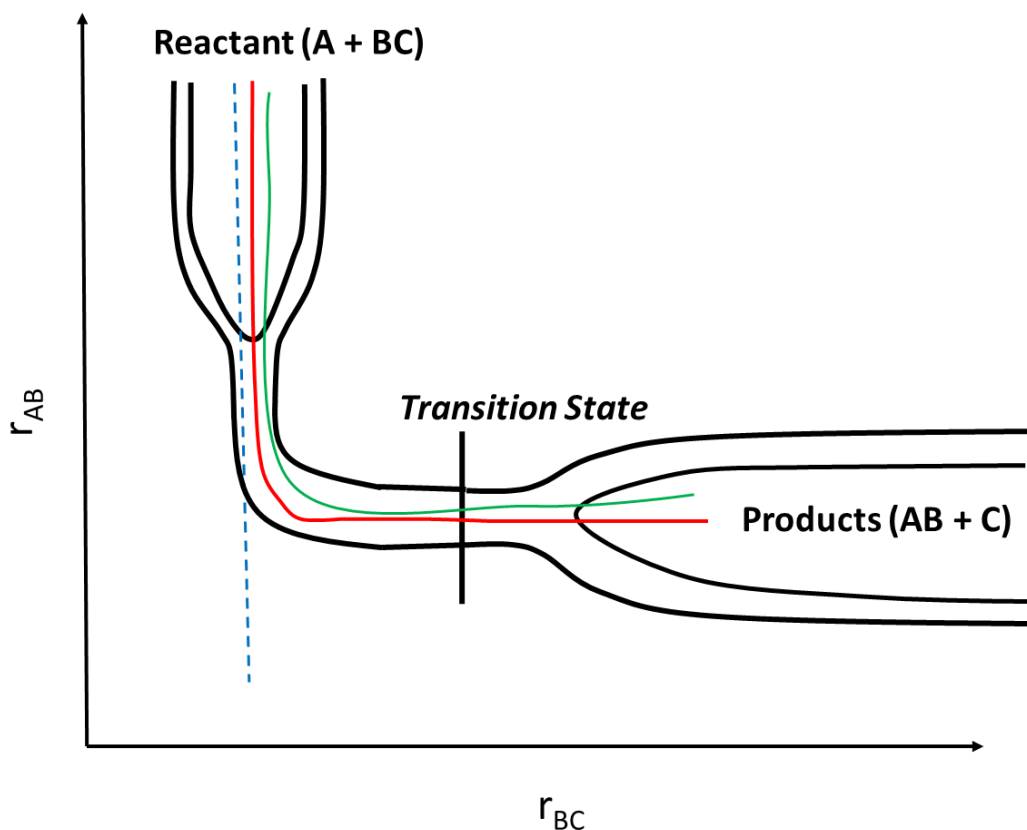 Reactant (A + BC)
r_AB
Transition State
Products (AB + C)
r_BC